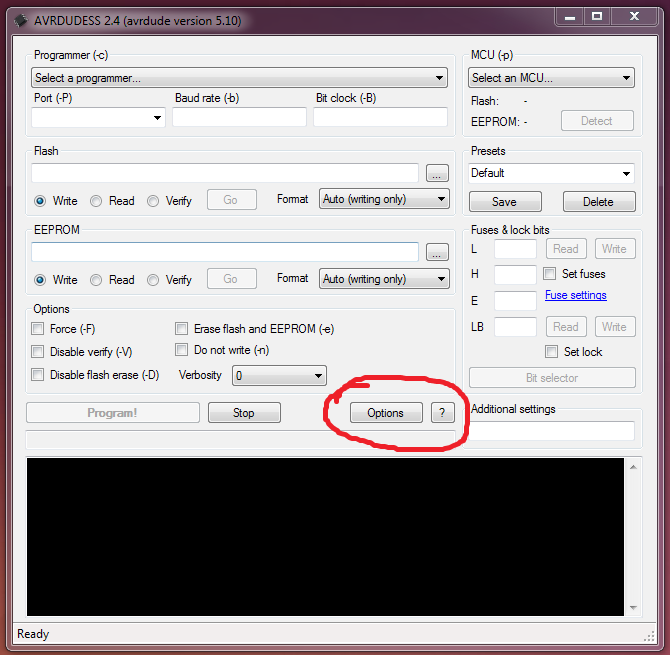 AVRDUDESS 2.4 (avrdude version 5.10)
Programmer (-c)
Select a programmer...
Port (-P) Baud rate (-b) Bit clock (-B)
MCU (-p)
Select an MCU...
Flash: -
EEPROM: - Detect
Flash
...
Write Read Verify Go Format Auto (writing only)
Presets
Default
Save Delete
EEPROM
...
Write Read Verify Go Format Auto (writing only)
Fuses & lock bits
L Read Write
H Set fuses
E Fuse settings
LB Read Write
Set lock
Bit selector
Options
Force (-F) Erase flash and EEPROM (-e)
Disable verify (-V) Do not write (-n)
Disable flash erase (-D) Verbosity 0
Program! Stop Options ?
Additional settings
Ready